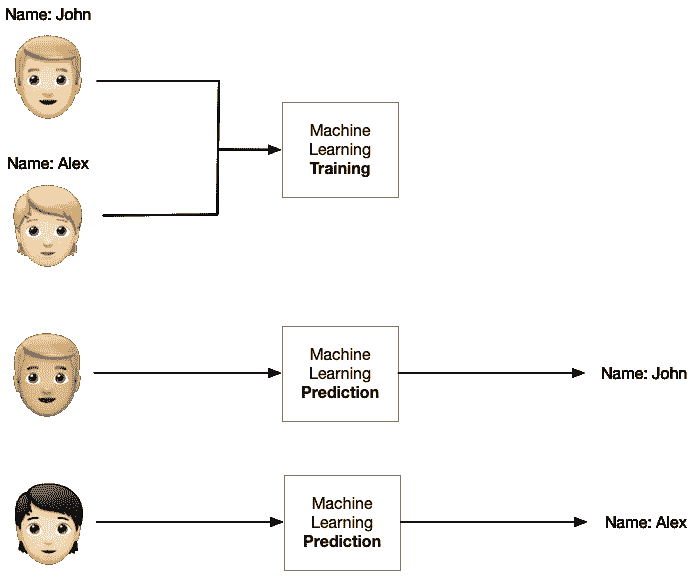 Name: John
Machine
Learning
Training
Name: Alex
Machine
Learning
Prediction
Name: John
Machine
Learning
Prediction
Name: Alex